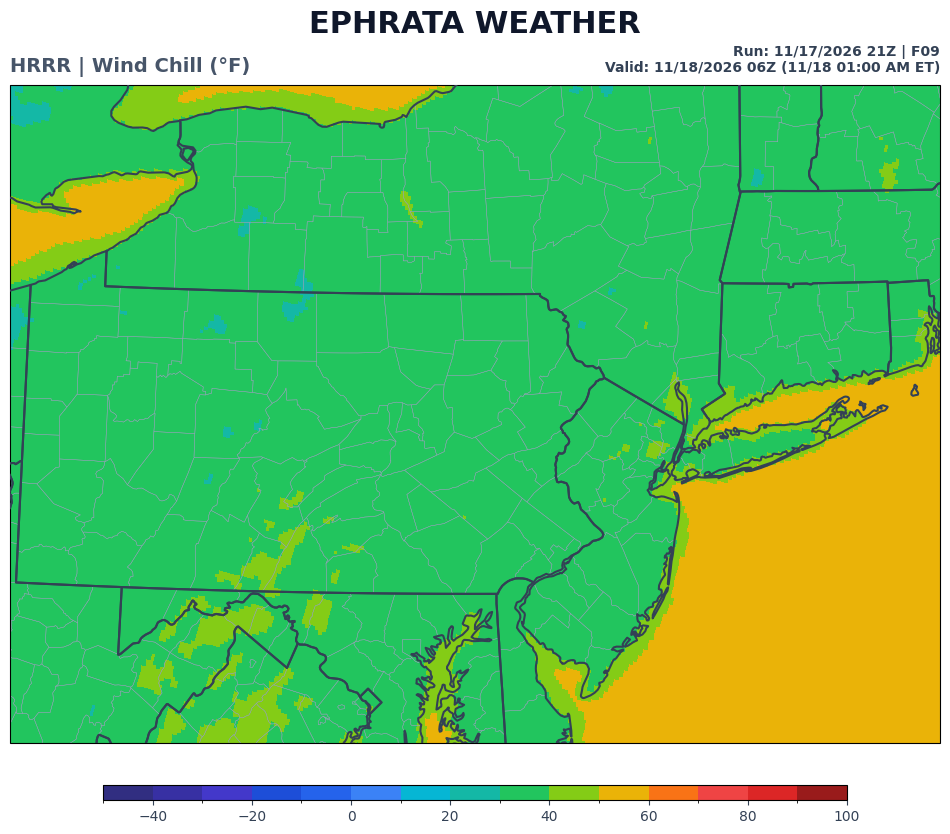 EPHRATA WEATHER
HRRR | Wind Chill (°F)
Run: 11/17/2026 21Z | F09
Valid: 11/18/2026 06Z (11/18 01:00 AM ET)
−40 −20 0 20 40 60 80 100